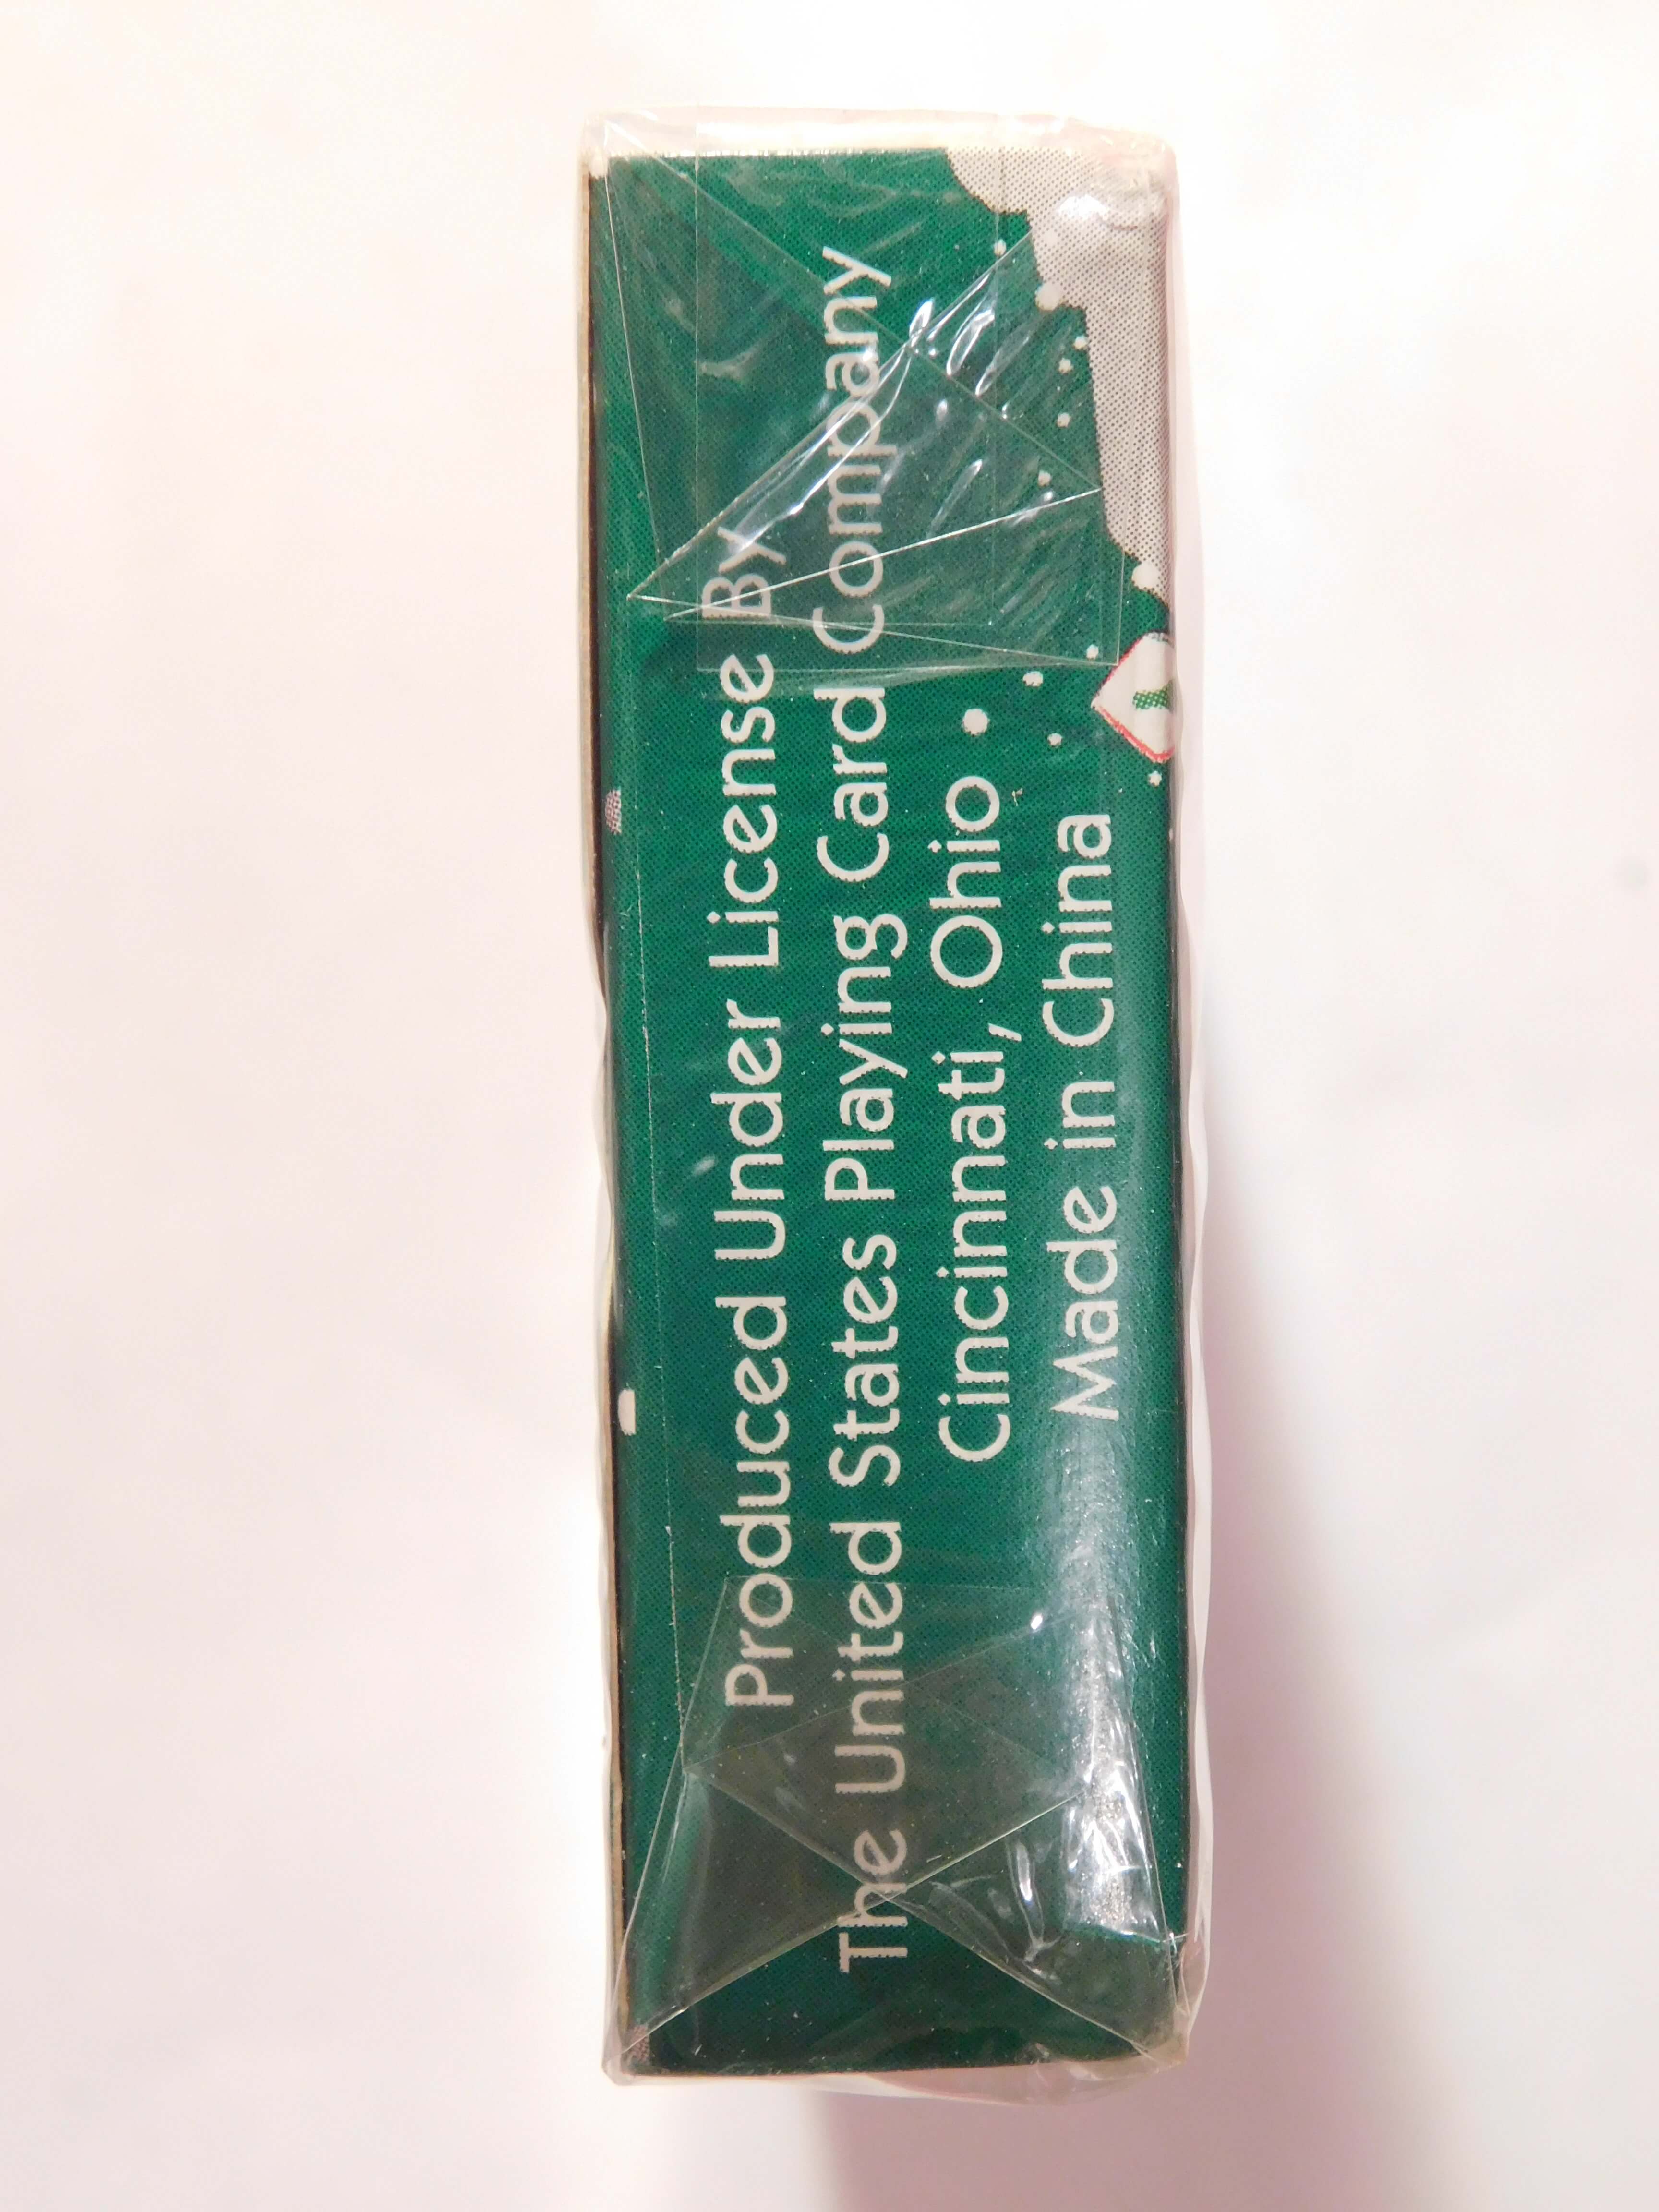 Produced Under License By
The United States Playing Card Company
Cincinnati, Ohio
Made in China